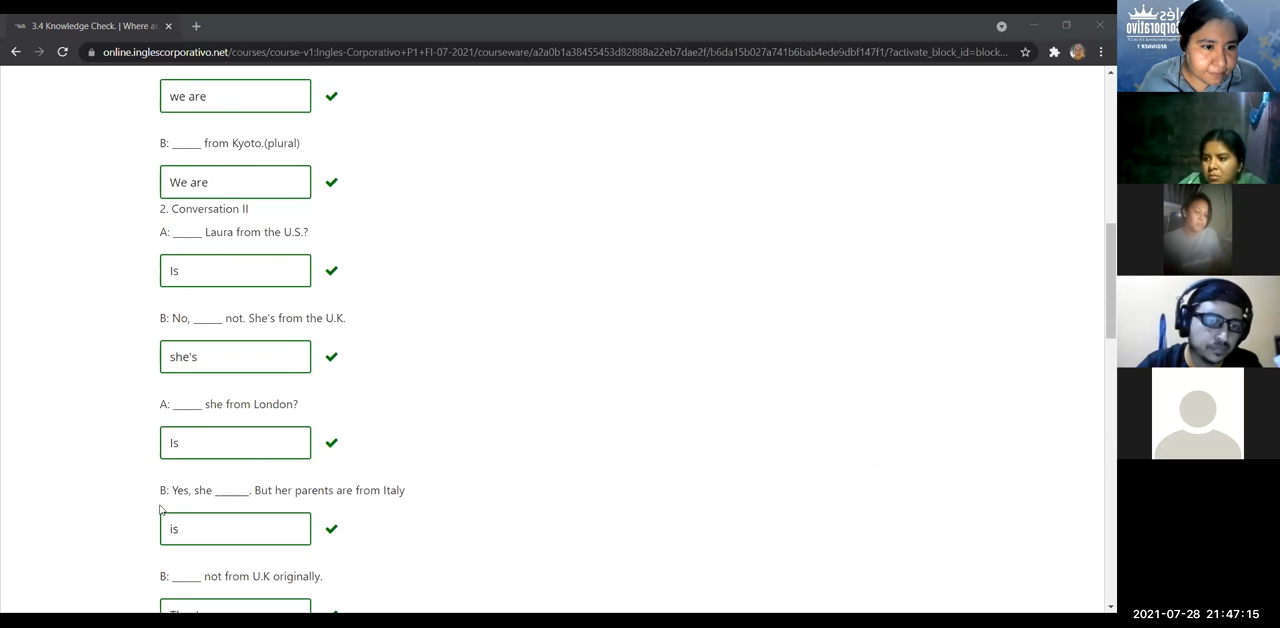 3.4 Knowledge Check. | Where ar
online.inglescorporativo.net/courses/course-v1:Ingles-Corporativo+P1+FI-07-2021/courseware/a2a0b1a38455453d82888a22eb7dae2f/b6da15b027a741b6bab4ede9dbf147f1/?activate_block_id=block...
we are
B: _____ from Kyoto.(plural)
We are
2. Conversation II
A: _____ Laura from the U.S.?
Is
B: No, _____ not. She's from the U.K.
she's
A: _____ she from London?
Is
B: Yes, she ______. But her parents are from Italy
is
B: _____ not from U.K originally.
2021-07-28 21:47:15